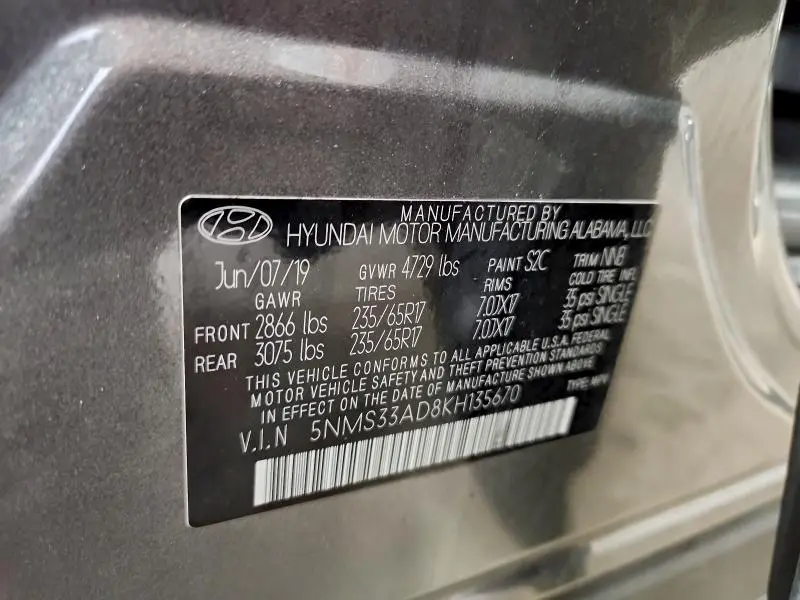 MANUFACTURED BY
HYUNDAI MOTOR MANUFACTURING ALABAMA, LLC
Jun/07/19 GVWR 4729 lbs PAINT S2C TRIM NNB
GAWR TIRES RIMS COLD TIRE INFL
FRONT 2866 lbs 235/65R17 7.0JX17 35 psi SINGLE
REAR 3075 lbs 235/65R17 7.0JX17 35 psi SINGLE
THIS VEHICLE CONFORMS TO ALL APPLICABLE U.S.A. FEDERAL
MOTOR VEHICLE SAFETY AND THEFT PREVENTION STANDARDS
IN EFFECT ON THE DATE OF MANUFACTURE SHOWN ABOVE
V.I.N 5NMS33AD8KH135670 TYPE: MPV